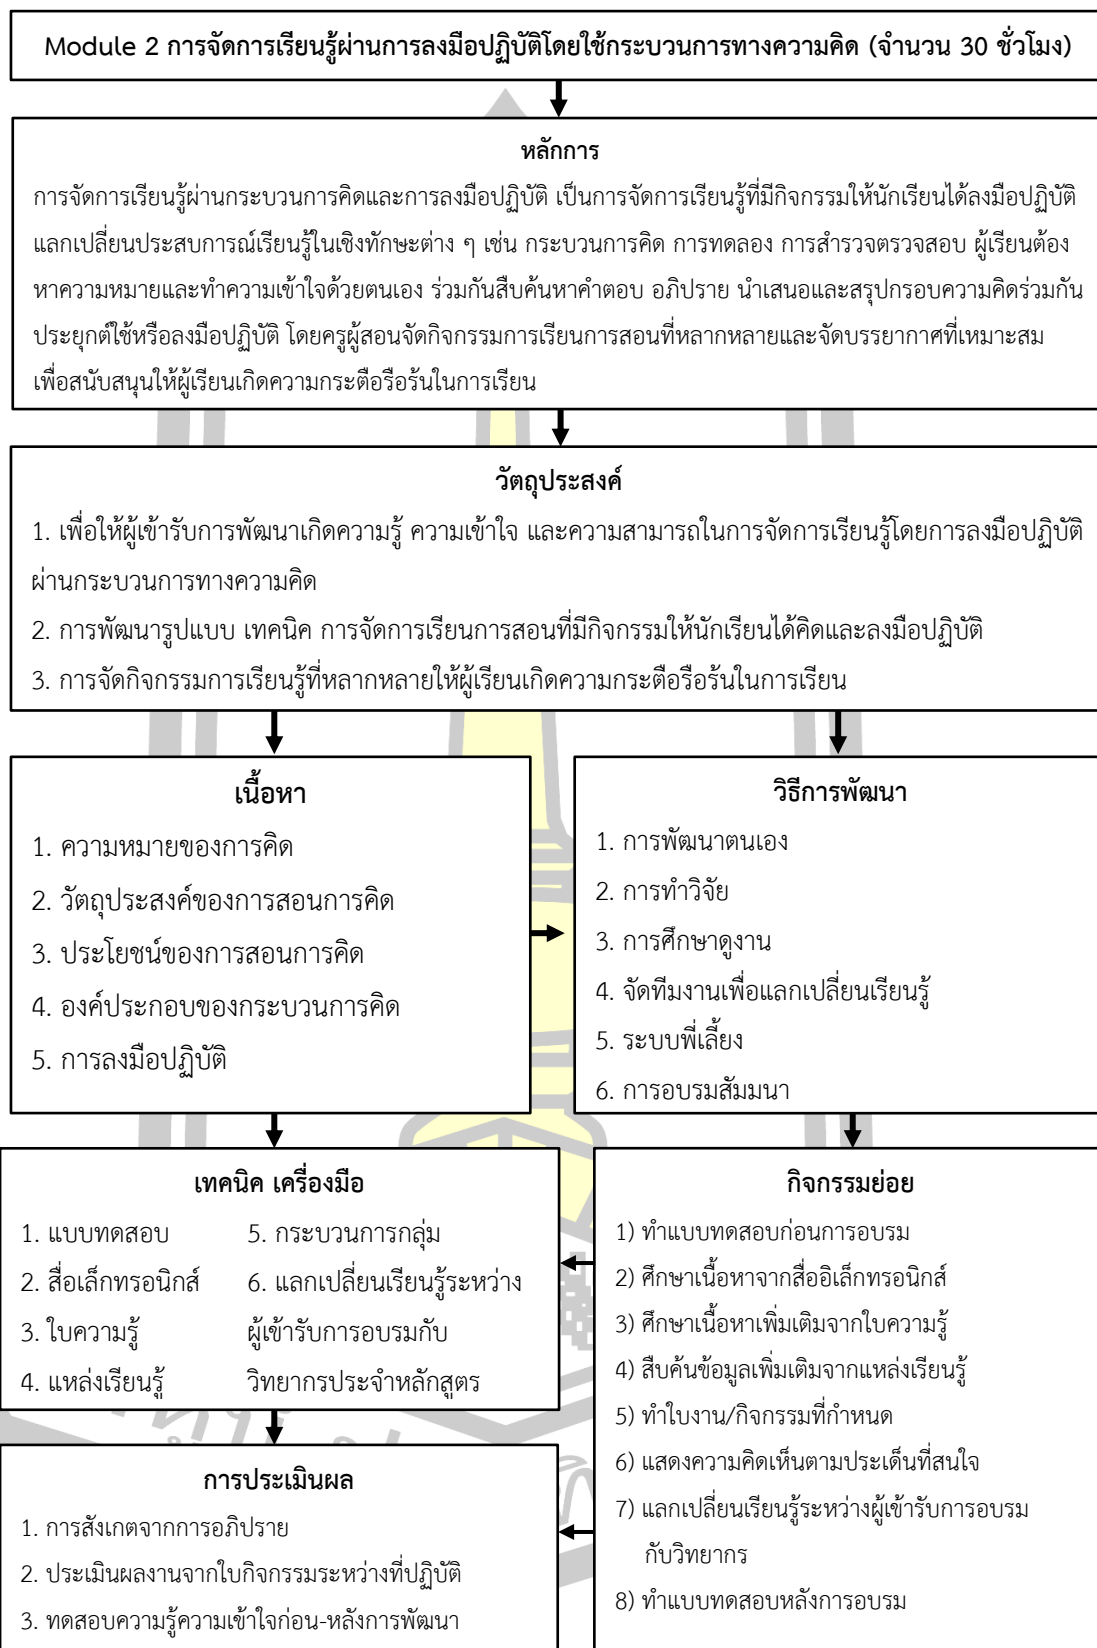 Module 2 การจัดการเรียนรู้ผ่านการลงมือปฏิบัติโดยใช้กระบวนการทางความคิด (จำนวน 30 ชั่วโมง)
หลักการ
การจัดการเรียนรู้ผ่านกระบวนการคิดและการลงมือปฏิบัติ เป็นการจัดการเรียนรู้ที่มีกิจกรรมให้นักเรียนได้ลงมือปฏิบัติ
แลกเปลี่ยนประสบการณ์เรียนรู้ในเชิงทักษะต่าง ๆ เช่น กระบวนการคิด การทดลอง การสำรวจตรวจสอบ ผู้เรียนต้อง
หาความหมายและทำความเข้าใจด้วยตนเอง ร่วมกันสืบค้นหาคำตอบ อภิปราย นำเสนอและสรุปกรอบความคิดร่วมกัน
ประยุกต์ใช้หรือลงมือปฏิบัติ โดยครูผู้สอนจัดกิจกรรมการเรียนการสอนที่หลากหลายและจัดบรรยากาศที่เหมาะสม
เพื่อสนับสนุนให้ผู้เรียนเกิดความกระตือรือร้นในการเรียน
วัตถุประสงค์
1. เพื่อให้ผู้เข้ารับการพัฒนาเกิดความรู้ ความเข้าใจ และความสามารถในการจัดการเรียนรู้โดยการลงมือปฏิบัติ
ผ่านกระบวนการทางความคิด
2. การพัฒนารูปแบบ เทคนิค การจัดการเรียนการสอนที่มีกิจกรรมให้นักเรียนได้คิดและลงมือปฏิบัติ
3. การจัดกิจกรรมการเรียนรู้ที่หลากหลายให้ผู้เรียนเกิดความกระตือรือร้นในการเรียน
เนื้อหา
1. ความหมายของการคิด
2. วัตถุประสงค์ของการสอนการคิด
3. ประโยชน์ของการสอนการคิด
4. องค์ประกอบของกระบวนการคิด
5. การลงมือปฏิบัติ
วิธีการพัฒนา
1. การพัฒนาตนเอง
2. การทำวิจัย
3. การศึกษาดูงาน
4. จัดทีมงานเพื่อแลกเปลี่ยนเรียนรู้
5. ระบบพี่เลี้ยง
6. การอบรมสัมมนา
เทคนิค เครื่องมือ
1. แบบทดสอบ
2. สื่อเล็กทรอนิกส์
3. ใบความรู้
4. แหล่งเรียนรู้
5. กระบวนการกลุ่ม
6. แลกเปลี่ยนเรียนรู้ระหว่าง
ผู้เข้ารับการอบรมกับ
วิทยากรประจำหลักสูตร
กิจกรรมย่อย
1) ทำแบบทดสอบก่อนการอบรม
2) ศึกษาเนื้อหาจากสื่ออิเล็กทรอนิกส์
3) ศึกษาเนื้อหาเพิ่มเติมจากใบความรู้
4) สืบค้นข้อมูลเพิ่มเติมจากแหล่งเรียนรู้
5) ทำใบงาน/กิจกรรมที่กำหนด
6) แสดงความคิดเห็นตามประเด็นที่สนใจ
7) แลกเปลี่ยนเรียนรู้ระหว่างผู้เข้ารับการอบรม
กับวิทยากร
8) ทำแบบทดสอบหลังการอบรม
การประเมินผล
1. การสังเกตจากการอภิปราย
2. ประเมินผลงานจากใบกิจกรรมระหว่างที่ปฏิบัติ
3. ทดสอบความรู้ความเข้าใจก่อน-หลังการพัฒนา